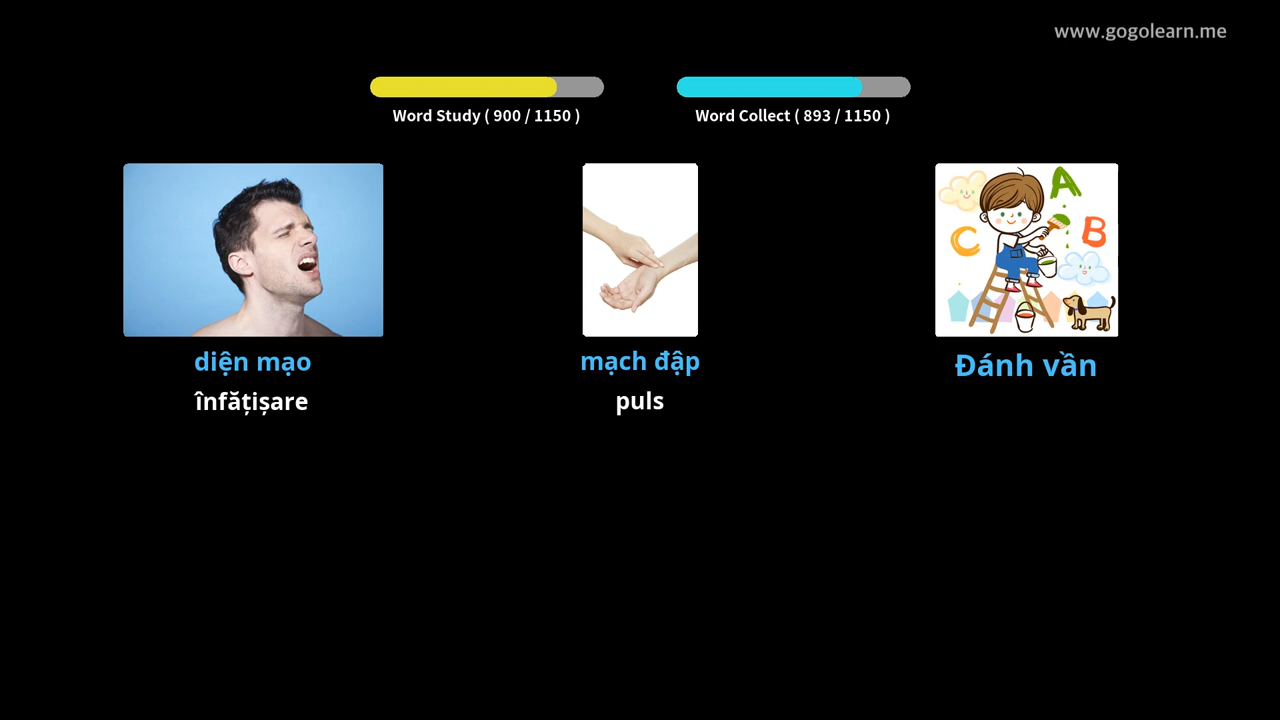 www.gogolearn.me
Word Study ( 900 / 1150 )
Word Collect ( 893 / 1150 )
A
B
C
diện mạo
înfățișare
mạch đập
puls
Đánh vần